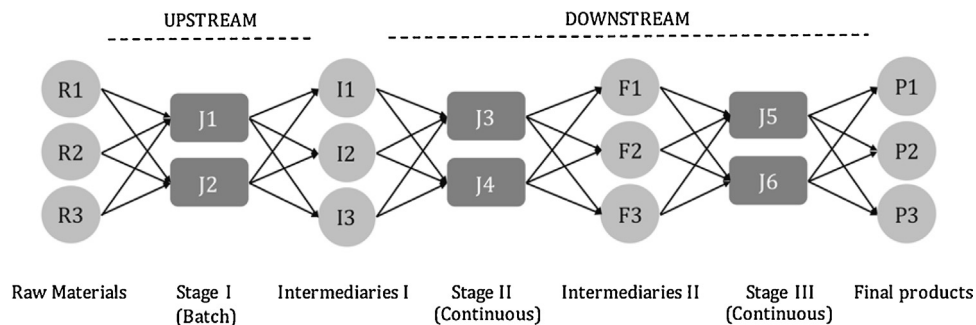 UPSTREAM
DOWNSTREAM
R1
R2
R3
J1
J2
I1
I2
I3
J3
J4
F1
F2
F3
J5
J6
P1
P2
P3
Raw Materials
Stage I
(Batch)
Intermediaries I
Stage II
(Continuous)
Intermediaries II
Stage III
(Continuous)
Final products